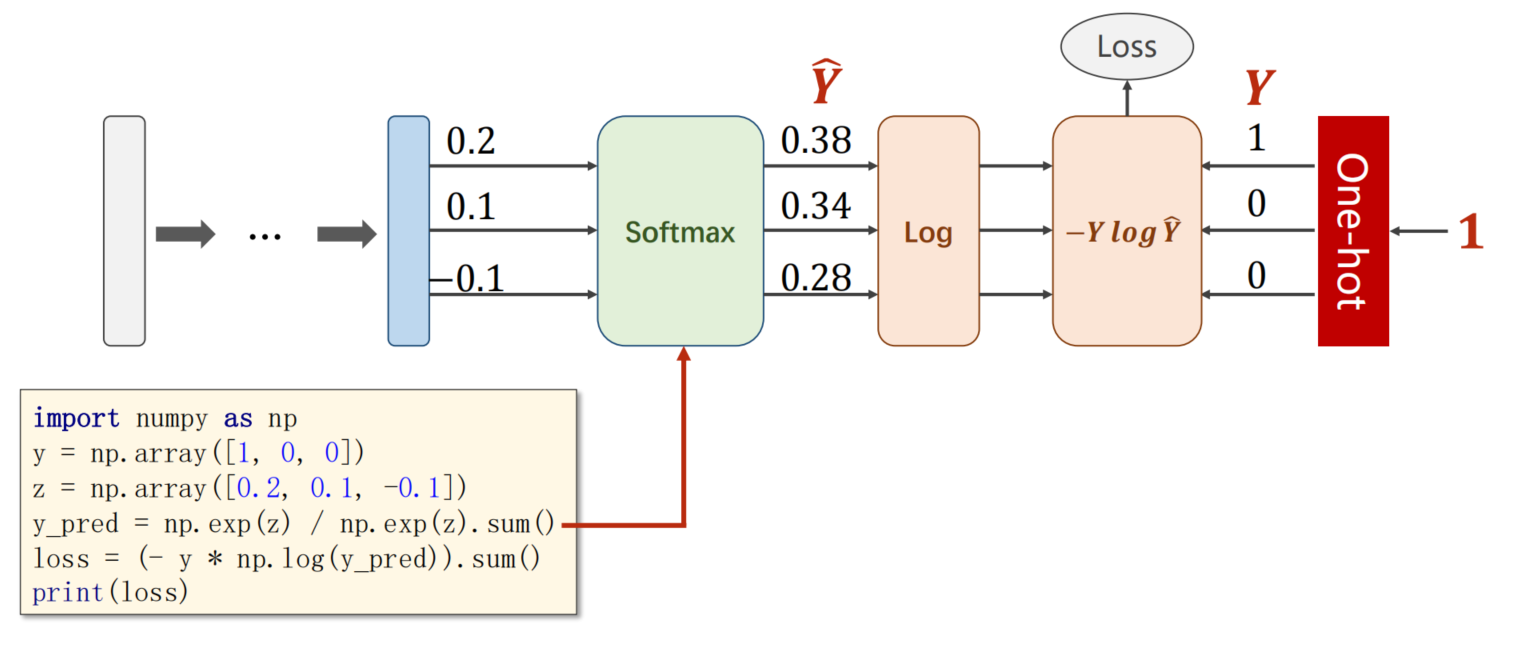 Loss
Ŷ
Y
0.2
0.1
−0.1
Softmax
0.38
0.34
0.28
Log
−Y log Ŷ
1
0
0
One-hot
1
...
import numpy as np
y = np.array([1, 0, 0])
z = np.array([0.2, 0.1, -0.1])
y_pred = np.exp(z) / np.exp(z).sum()
loss = (- y * np.log(y_pred)).sum()
print(loss)